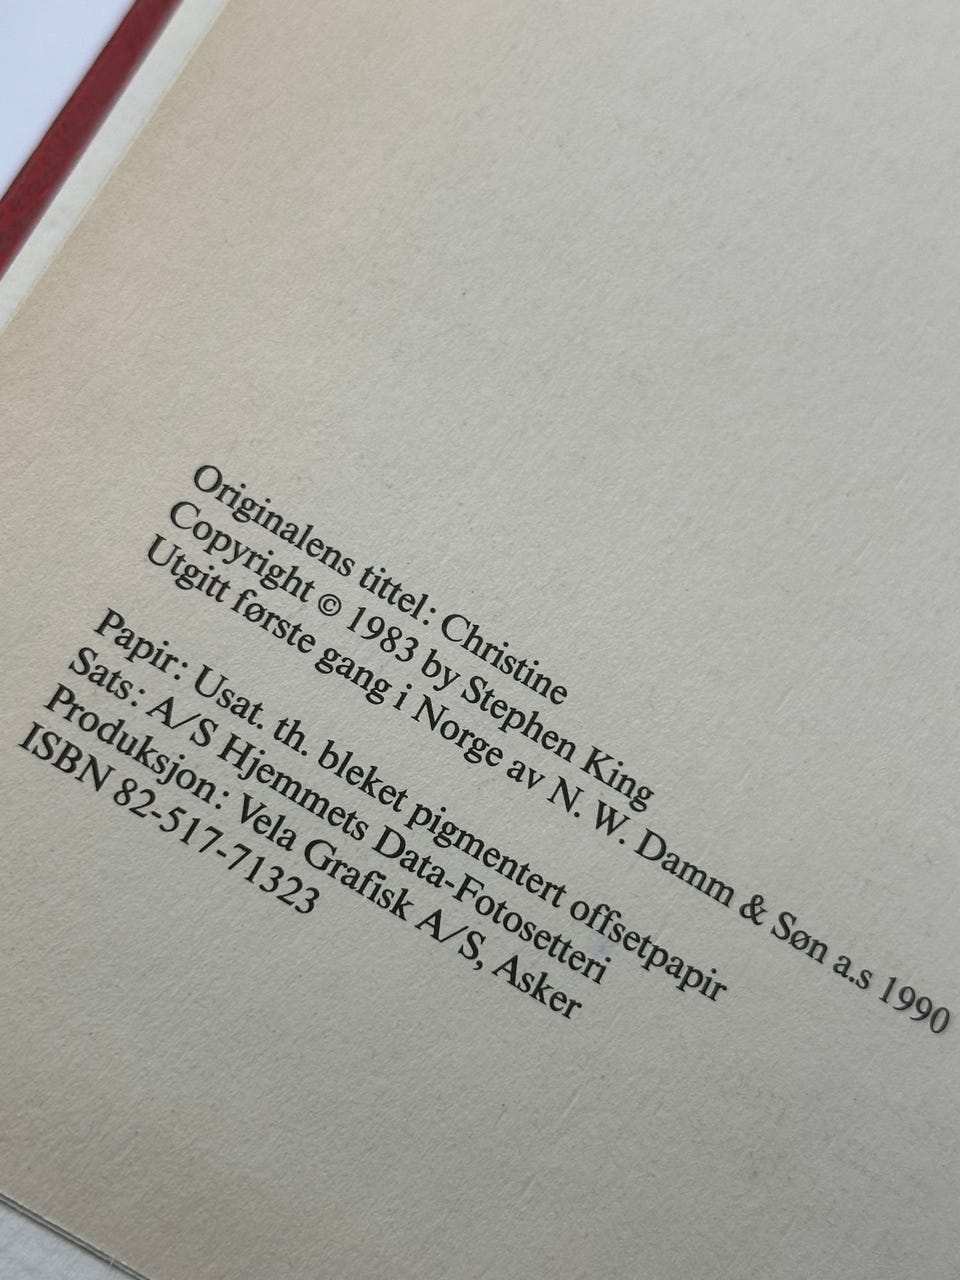 Originalens tittel: Christine
Copyright © 1983 by Stephen King
Utgitt første gang i Norge av N. W. Damm & Søn a.s 1990
Papir: Usat. th. bleket pigmentert offsetpapir
Sats: A/S Hjemmets Data-Fotosetteri
Produksjon: Vela Grafisk A/S, Asker
ISBN 82-517-71323